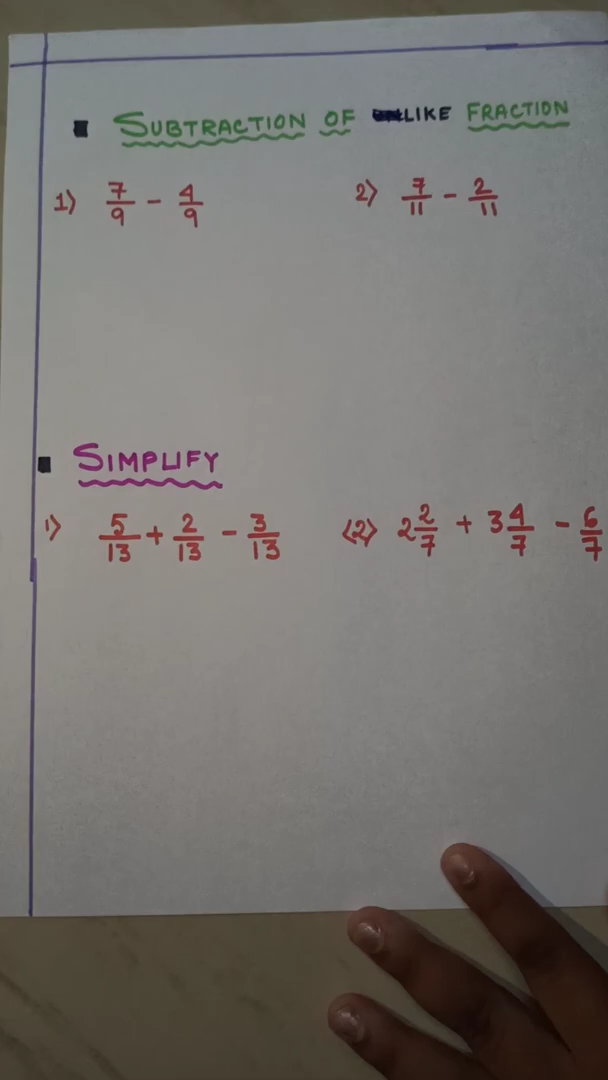 ▪ SUBTRACTION OF LIKE FRACTION
1) 7/9 - 4/9
2) 7/11 - 2/11
▪ SIMPLIFY
1) 5/13 + 2/13 - 3/13
(2) 2 2/7 + 3 4/7 - 6/7